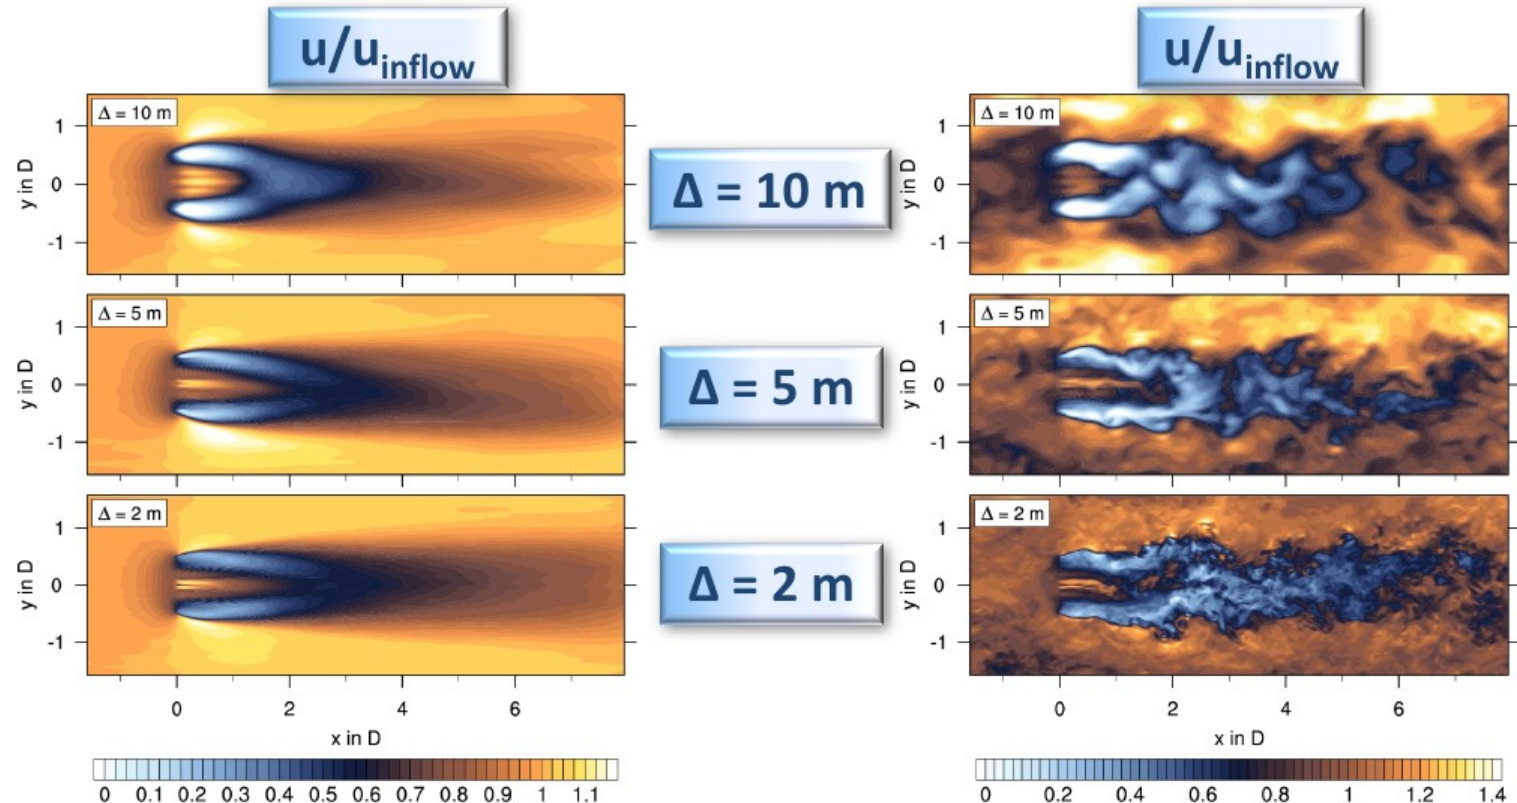 u/u_inflow
u/u_inflow
Δ = 10 m
1
0
-1
y in D
Δ = 10 m
Δ = 10 m
1
0
-1
y in D
Δ = 5 m
1
0
-1
y in D
Δ = 5 m
Δ = 5 m
1
0
-1
y in D
Δ = 2 m
1
0
-1
y in D
Δ = 2 m
Δ = 2 m
1
0
-1
y in D
0 2 4 6
x in D
0 2 4 6
x in D
0 0.1 0.2 0.3 0.4 0.5 0.6 0.7 0.8 0.9 1 1.1
0 0.2 0.4 0.6 0.8 1 1.2 1.4